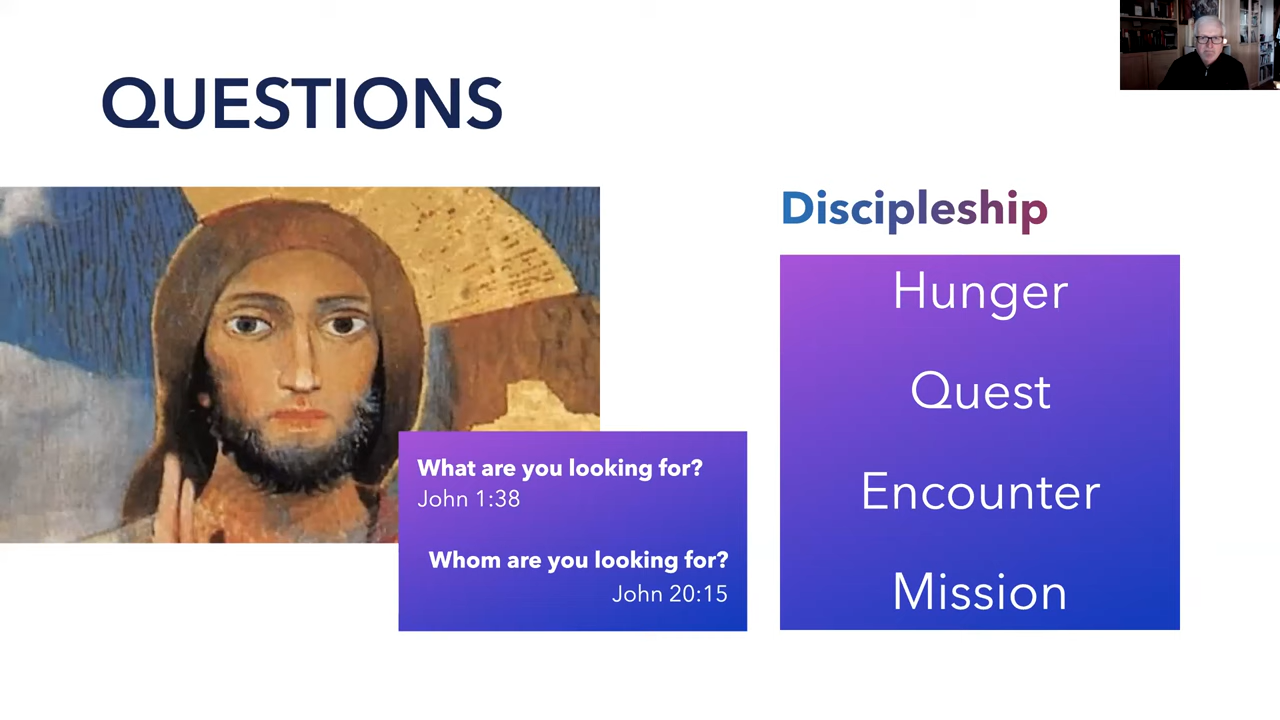 QUESTIONS
What are you looking for?
John 1:38
Whom are you looking for?
John 20:15
Discipleship
Hunger
Quest
Encounter
Mission